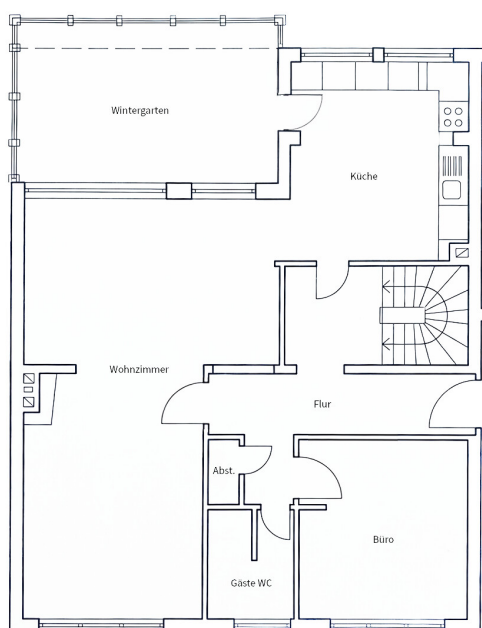 Wintergarten
Küche
Wohnzimmer
Flur
Abst.
Büro
Gäste WC